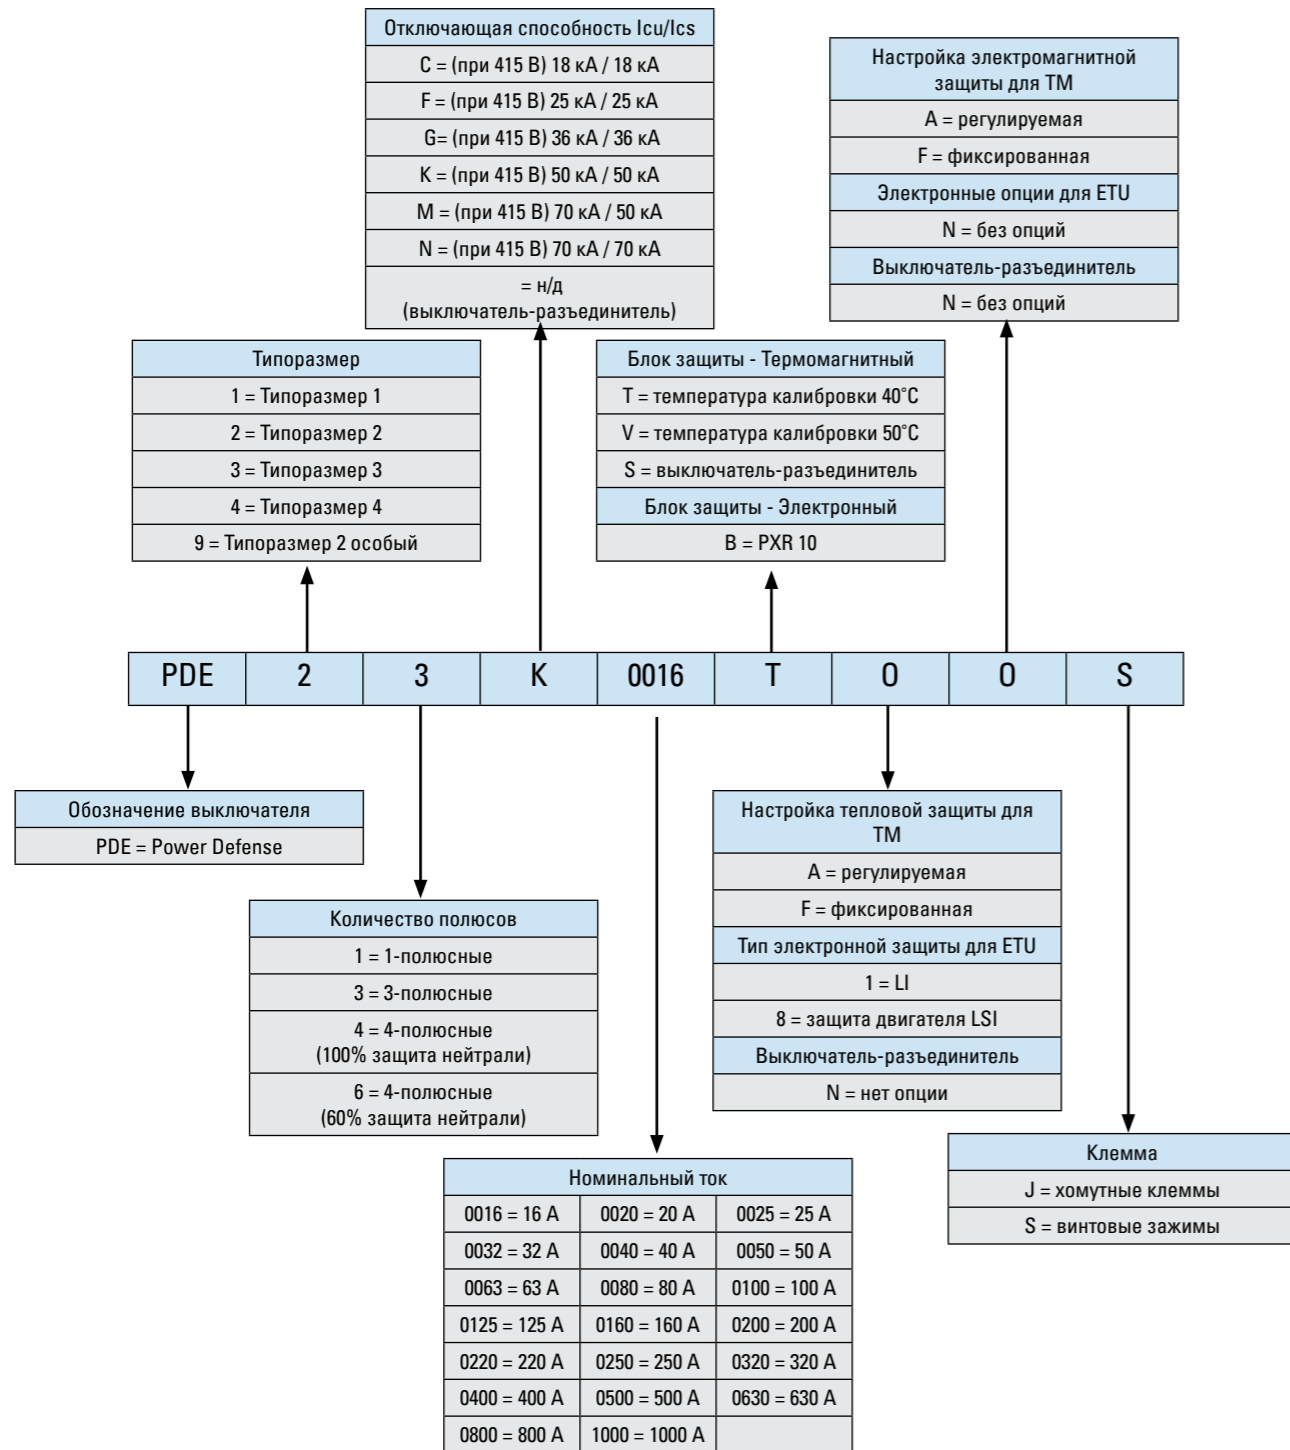 Отключающая способность Icu/Ics
C = (при 415 В) 18 кА / 18 кА
F = (при 415 В) 25 кА / 25 кА
G= (при 415 В) 36 кА / 36 кА
K = (при 415 В) 50 кА / 50 кА
M = (при 415 В) 70 кА / 50 кА
N = (при 415 В) 70 кА / 70 кА
= н/д
(выключатель-разъединитель)
Настройка электромагнитной
защиты для ТМ
A = регулируемая
F = фиксированная
Электронные опции для ETU
N = без опций
Выключатель-разъединитель
N = без опций
Типоразмер
1 = Типоразмер 1
2 = Типоразмер 2
3 = Типоразмер 3
4 = Типоразмер 4
9 = Типоразмер 2 особый
Блок защиты - Термомагнитный
T = температура калибровки 40°C
V = температура калибровки 50°C
S = выключатель-разъединитель
Блок защиты - Электронный
B = PXR 10
PDE 2 3 K 0016 T 0 0 S
Обозначение выключателя
PDE = Power Defense
Количество полюсов
1 = 1-полюсные
3 = 3-полюсные
4 = 4-полюсные
(100% защита нейтрали)
6 = 4-полюсные
(60% защита нейтрали)
Настройка тепловой защиты для
ТМ
A = регулируемая
F = фиксированная
Тип электронной защиты для ETU
1 = LI
8 = защита двигателя LSI
Выключатель-разъединитель
N = нет опции
Клемма
J = хомутные клеммы
S = винтовые зажимы
Номинальный ток
0016 = 16 A 0020 = 20 A 0025 = 25 A
0032 = 32 A 0040 = 40 A 0050 = 50 A
0063 = 63 A 0080 = 80 A 0100 = 100 A
0125 = 125 A 0160 = 160 A 0200 = 200 A
0220 = 220 A 0250 = 250 A 0320 = 320 A
0400 = 400 A 0500 = 500 A 0630 = 630 A
0800 = 800 A 1000 = 1000 A